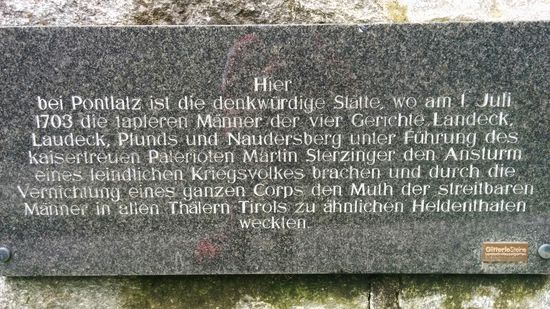 Hier
bei Pontlatz ist die denkwürdige Stätte, wo am 1. Juli
1703 die tapferen Männer der vier Gerichte Landeck,
Laudeck, Pfunds und Naudersberg unter Führung des
kaisertreuen Paterioten Martin Sterzinger den Ansturm
eines feindlichen Kriegsvolkes brachen und durch die
Vernichtung eines ganzen Corps den Muth der streitbaren
Männer in allen Thälern Tirols zu ähnlichen Heldenthaten
weckten.
GitterleSteine